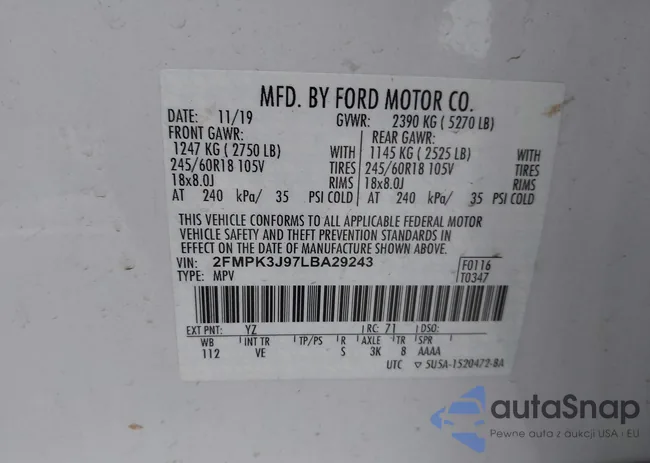 MFD. BY FORD MOTOR CO.
DATE: 11/19 GVWR: 2390 KG ( 5270 LB)
FRONT GAWR: REAR GAWR:
1247 KG ( 2750 LB) WITH 1145 KG ( 2525 LB) WITH
245/60R18 105V TIRES 245/60R18 105V TIRES
18x8.0J RIMS 18x8.0J RIMS
AT 240 kPa/ 35 PSI COLD AT 240 kPa/ 35 PSI COLD
THIS VEHICLE CONFORMS TO ALL APPLICABLE FEDERAL MOTOR
VEHICLE SAFETY AND THEFT PREVENTION STANDARDS IN
EFFECT ON THE DATE OF MANUFACTURE SHOWN ABOVE.
VIN: 2FMPK3J97LBA29243 F0116
TYPE: MPV T0347
EXT PNT: YZ RC: 71 DSO:
WB INT TR TP/PS R AXLE TR SPR
112 VE S 3K 8 AAAA
UTC ▽ 5USA-1520472-BA
autaSnap
Pewne auta z aukcji USA i EU